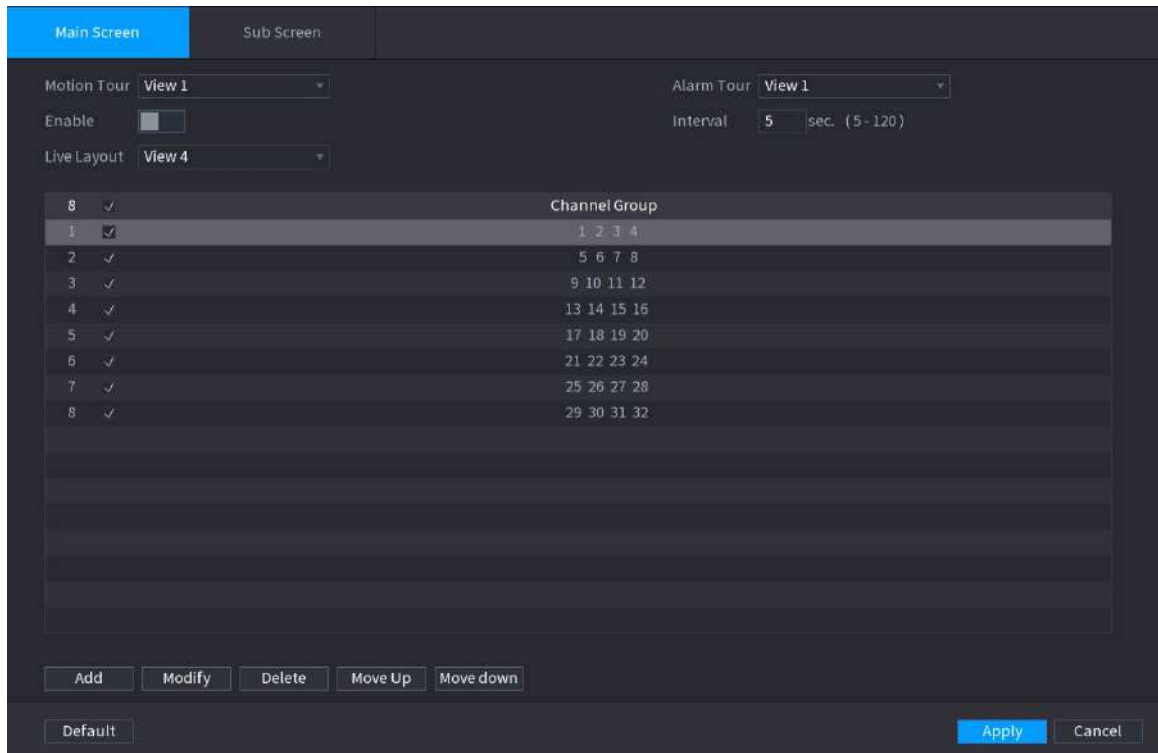 Main Screen Sub Screen
Motion Tour View 1 Alarm Tour View 1
Enable Interval 5 sec. (5-120)
Live Layout View 4
8 Channel Group
1 1 2 3 4
2 5 6 7 8
3 9 10 11 12
4 13 14 15 16
5 17 18 19 20
6 21 22 23 24
7 25 26 27 28
8 29 30 31 32
Add Modify Delete Move Up Move down
Default Apply Cancel